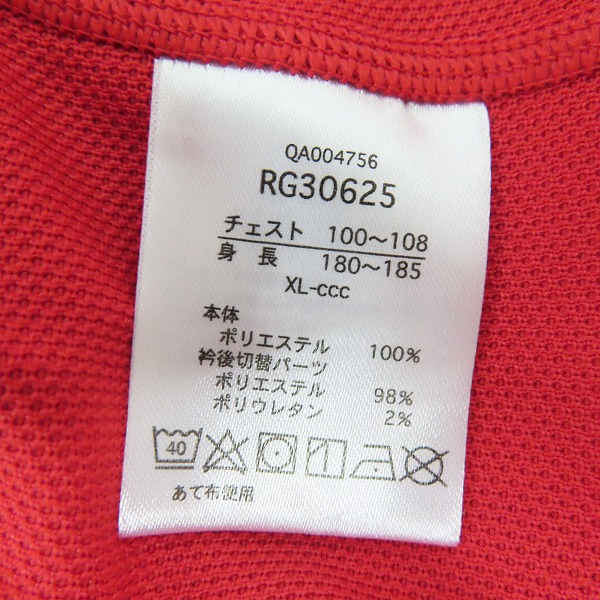 QA004756
RG30625
チェスト 100～108
身 長 180～185
XL-ccc
本体
ポリエステル 100%
衿後切替パーツ
ポリエステル 98%
ポリウレタン 2%
40
あて布使用